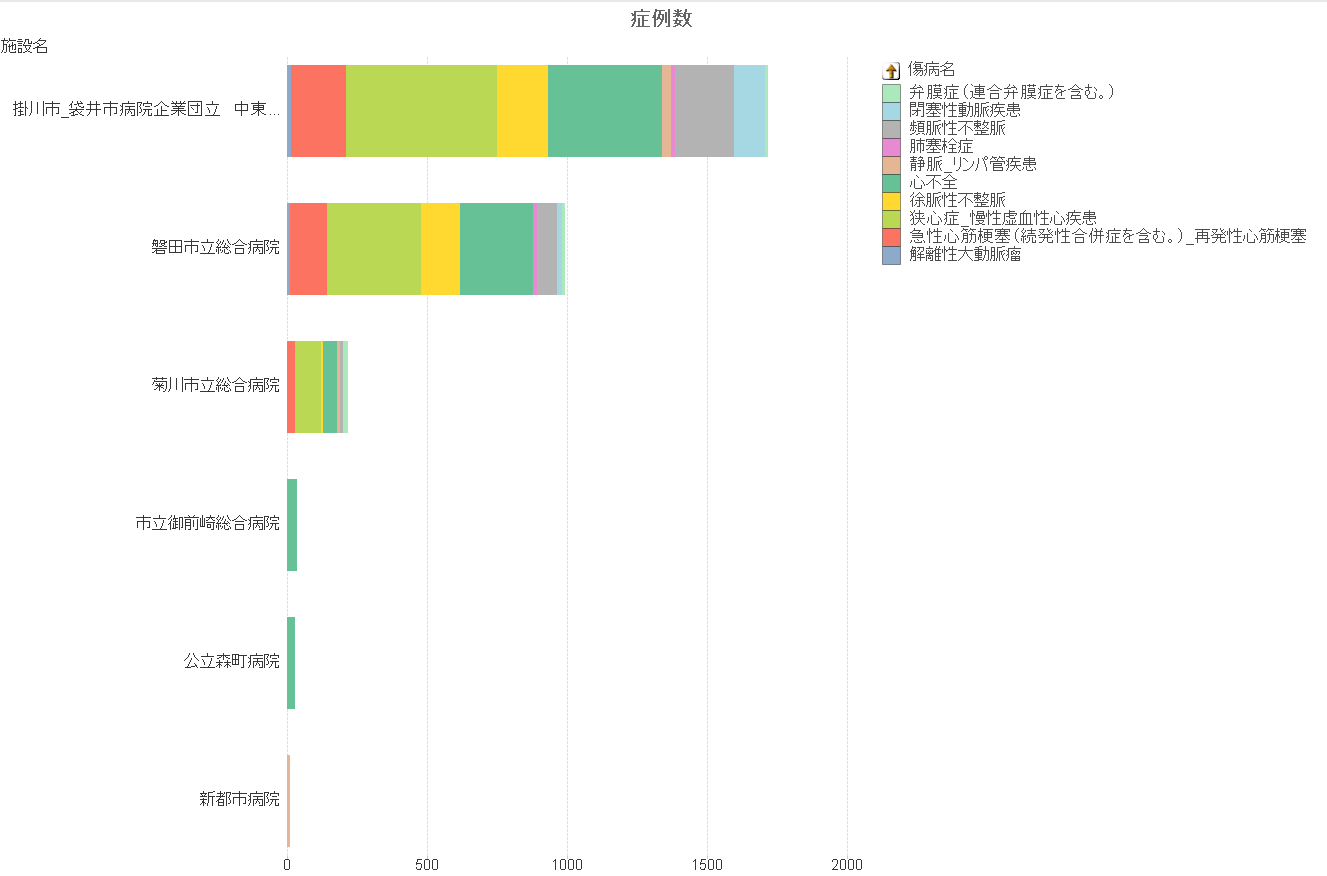 症例数
施設名
掛川市_袋井市病院企業団立　中東...
磐田市立総合病院
菊川市立総合病院
市立御前崎総合病院
公立森町病院
新都市病院
0 500 1000 1500 2000
傷病名
弁膜症（連合弁膜症を含む。）
閉塞性動脈疾患
頻脈性不整脈
肺塞栓症
静脈_リンパ管疾患
心不全
徐脈性不整脈
狭心症_慢性虚血性心疾患
急性心筋梗塞（続発性合併症を含む。）_再発性心筋梗塞
解離性大動脈瘤